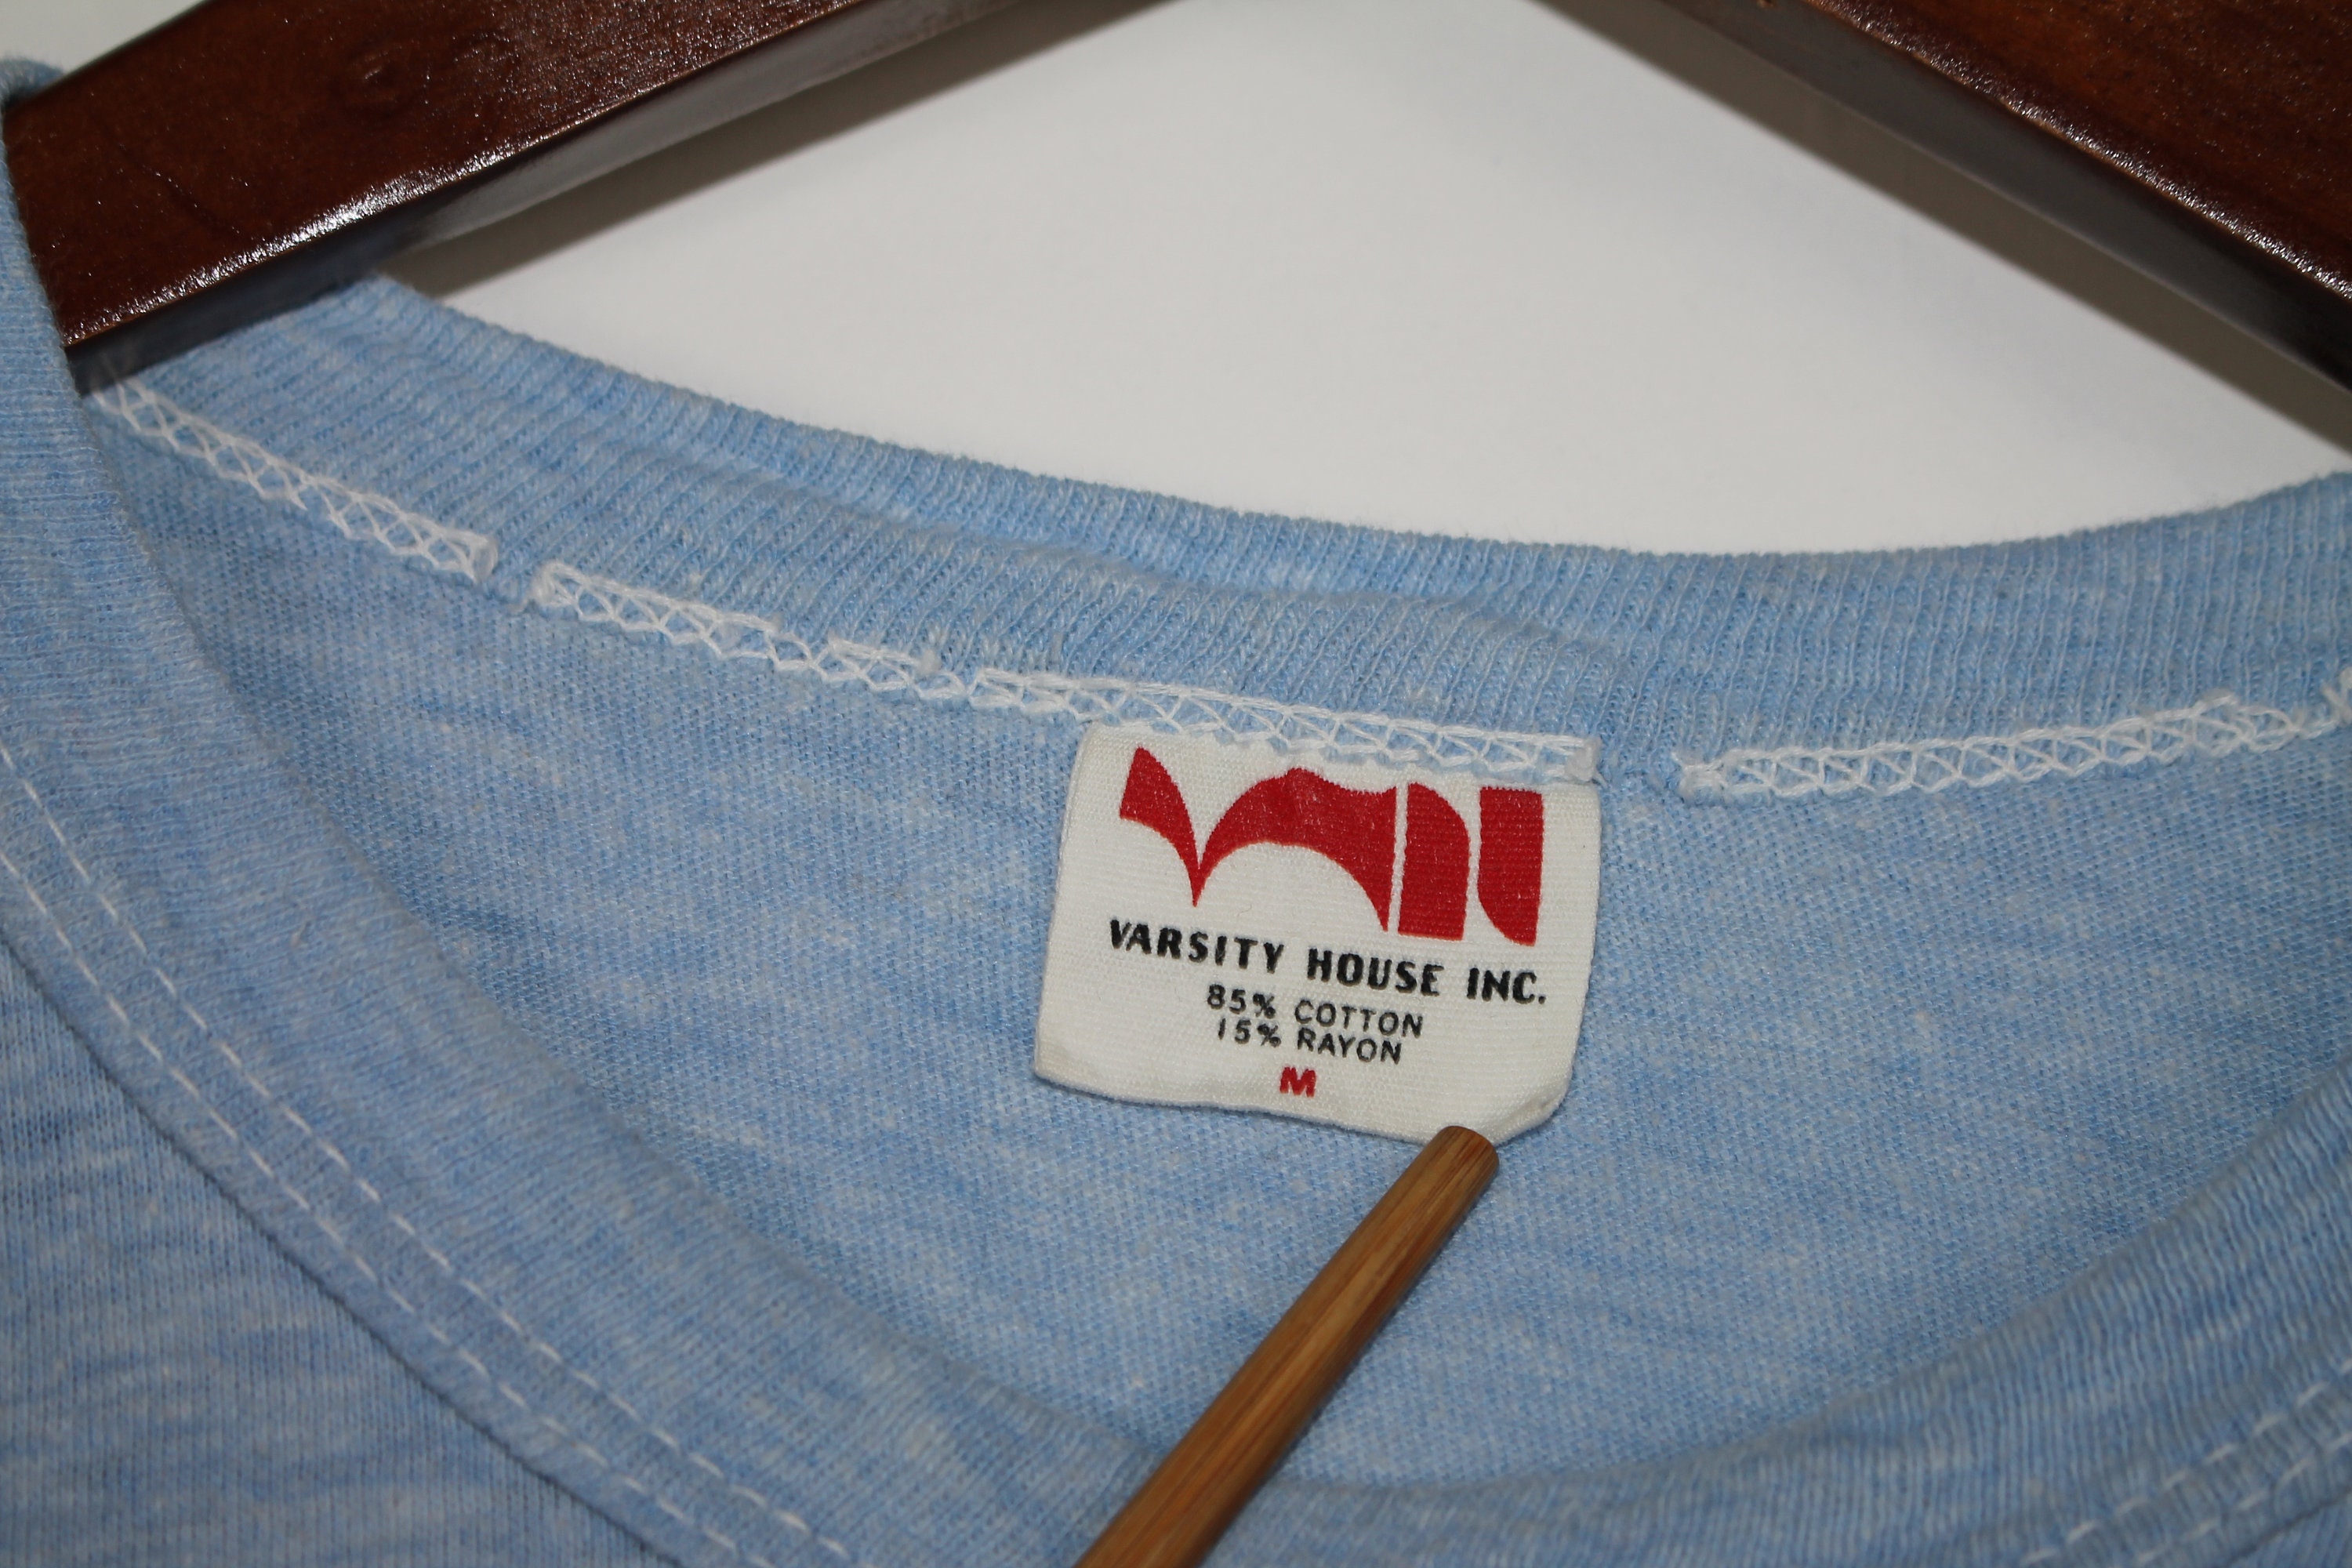 VARSITY HOUSE INC.
85% COTTON
15% RAYON
M